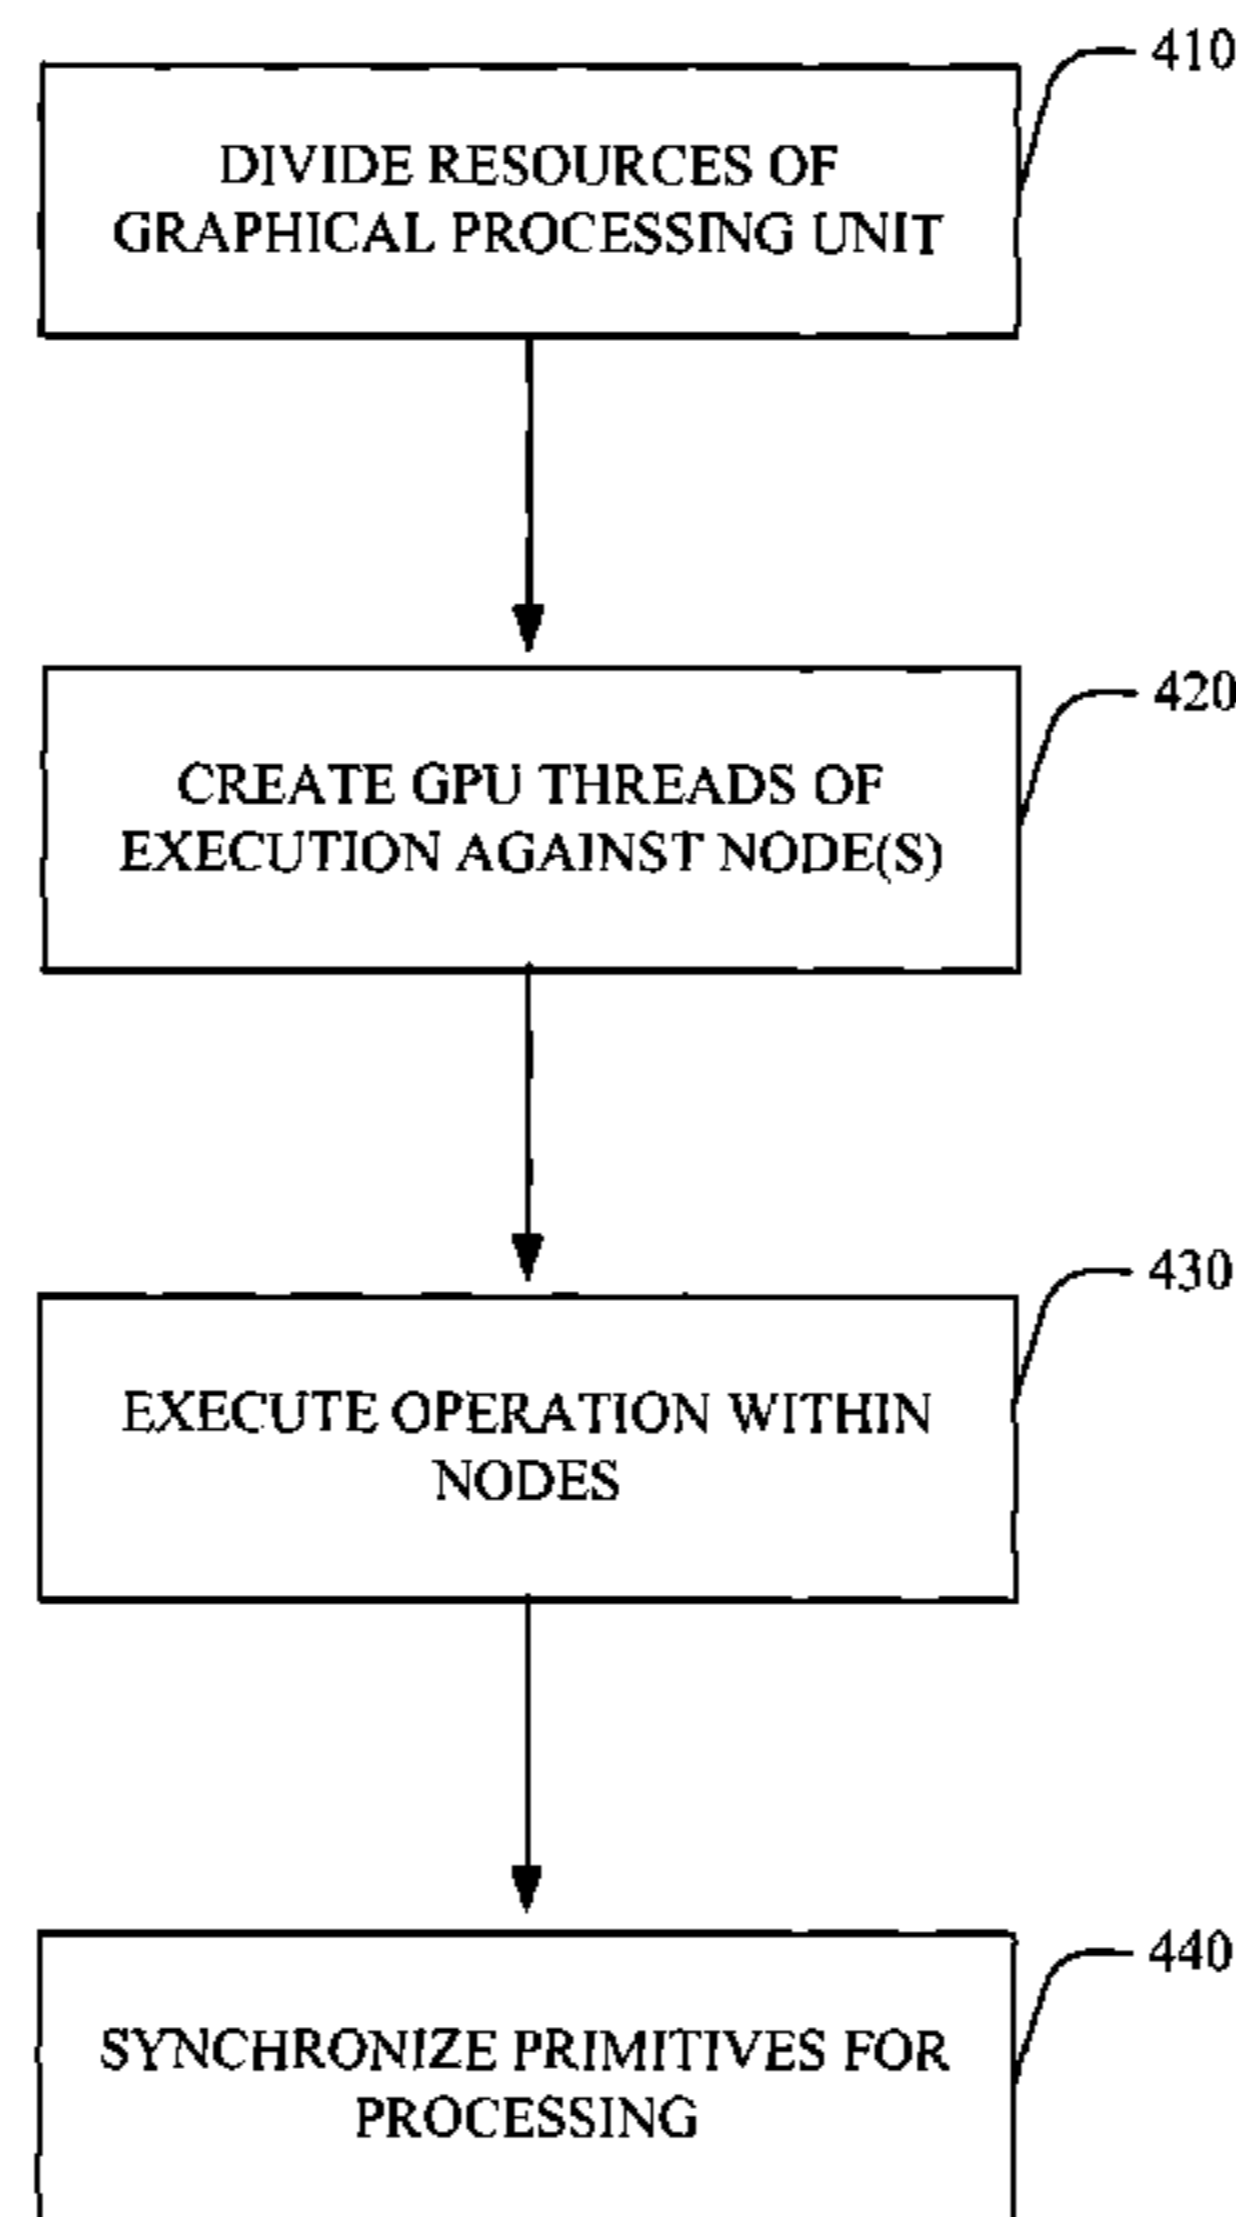 410
DIVIDE RESOURCES OF
GRAPHICAL PROCESSING UNIT
420
CREATE GPU THREADS OF
EXECUTION AGAINST NODE(S)
430
EXECUTE OPERATION WITHIN
NODES
440
SYNCHRONIZE PRIMITIVES FOR
PROCESSING